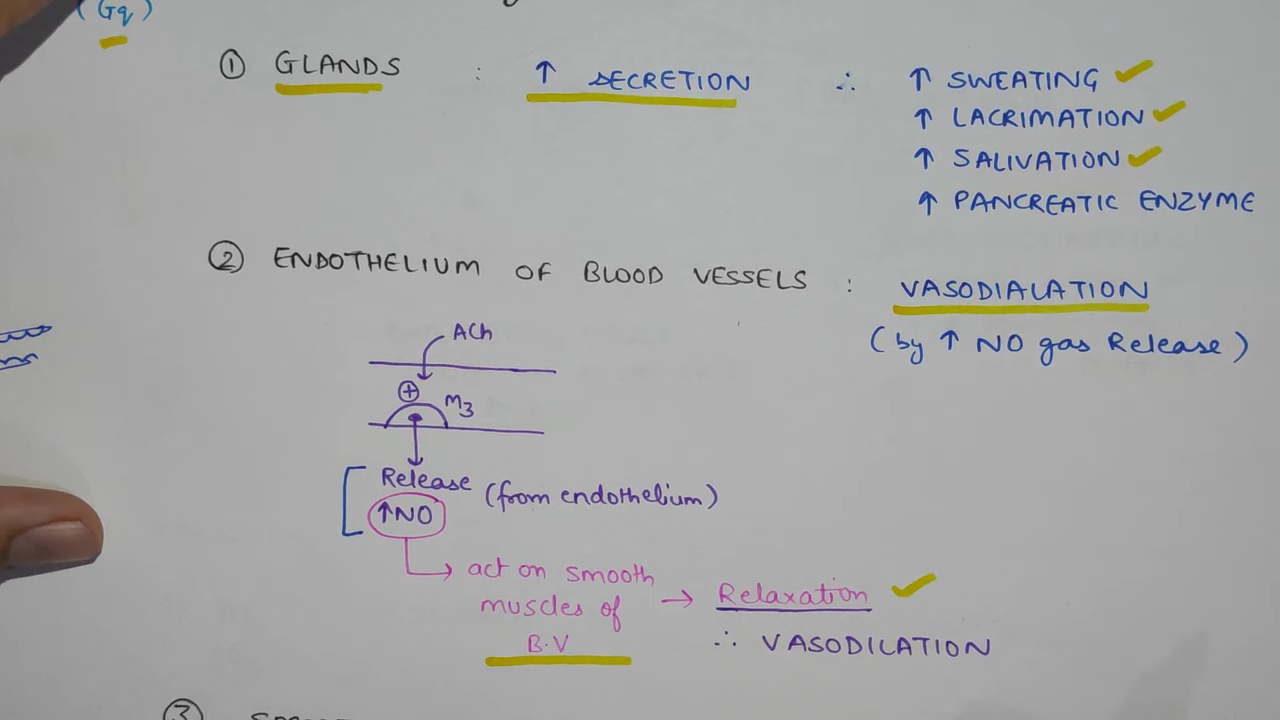 (Gq)
① GLANDS : ↑ SECRETION ∴ ↑ SWEATING ✓
↑ LACRIMATION ✓
↑ SALIVATION ✓
↑ PANCREATIC ENZYME
② ENDOTHELIUM OF BLOOD VESSELS : VASODIALATION
(by ↑ NO gas Release)
ACh
⊕ M3
Release (from endothelium)
↑NO
act on smooth → Relaxation ✓
muscles of
B.V ∴ VASODILATION
③